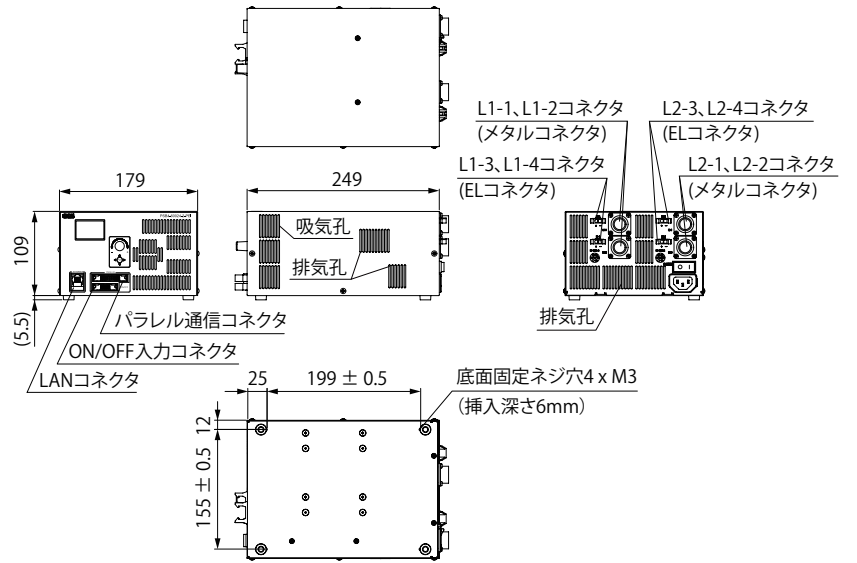 L1-1、L1-2コネクタ
(メタルコネクタ)
L2-3、L2-4コネクタ
(ELコネクタ)
L1-3、L1-4コネクタ
(ELコネクタ)
L2-1、L2-2コネクタ
(メタルコネクタ)
179
249
109
(5.5)
吸気孔
排気孔
排気孔
パラレル通信コネクタ
ON/OFF入力コネクタ
LANコネクタ
25
199 ± 0.5
底面固定ネジ穴4 x M3
（挿入深さ6mm）
12
155 ± 0.5